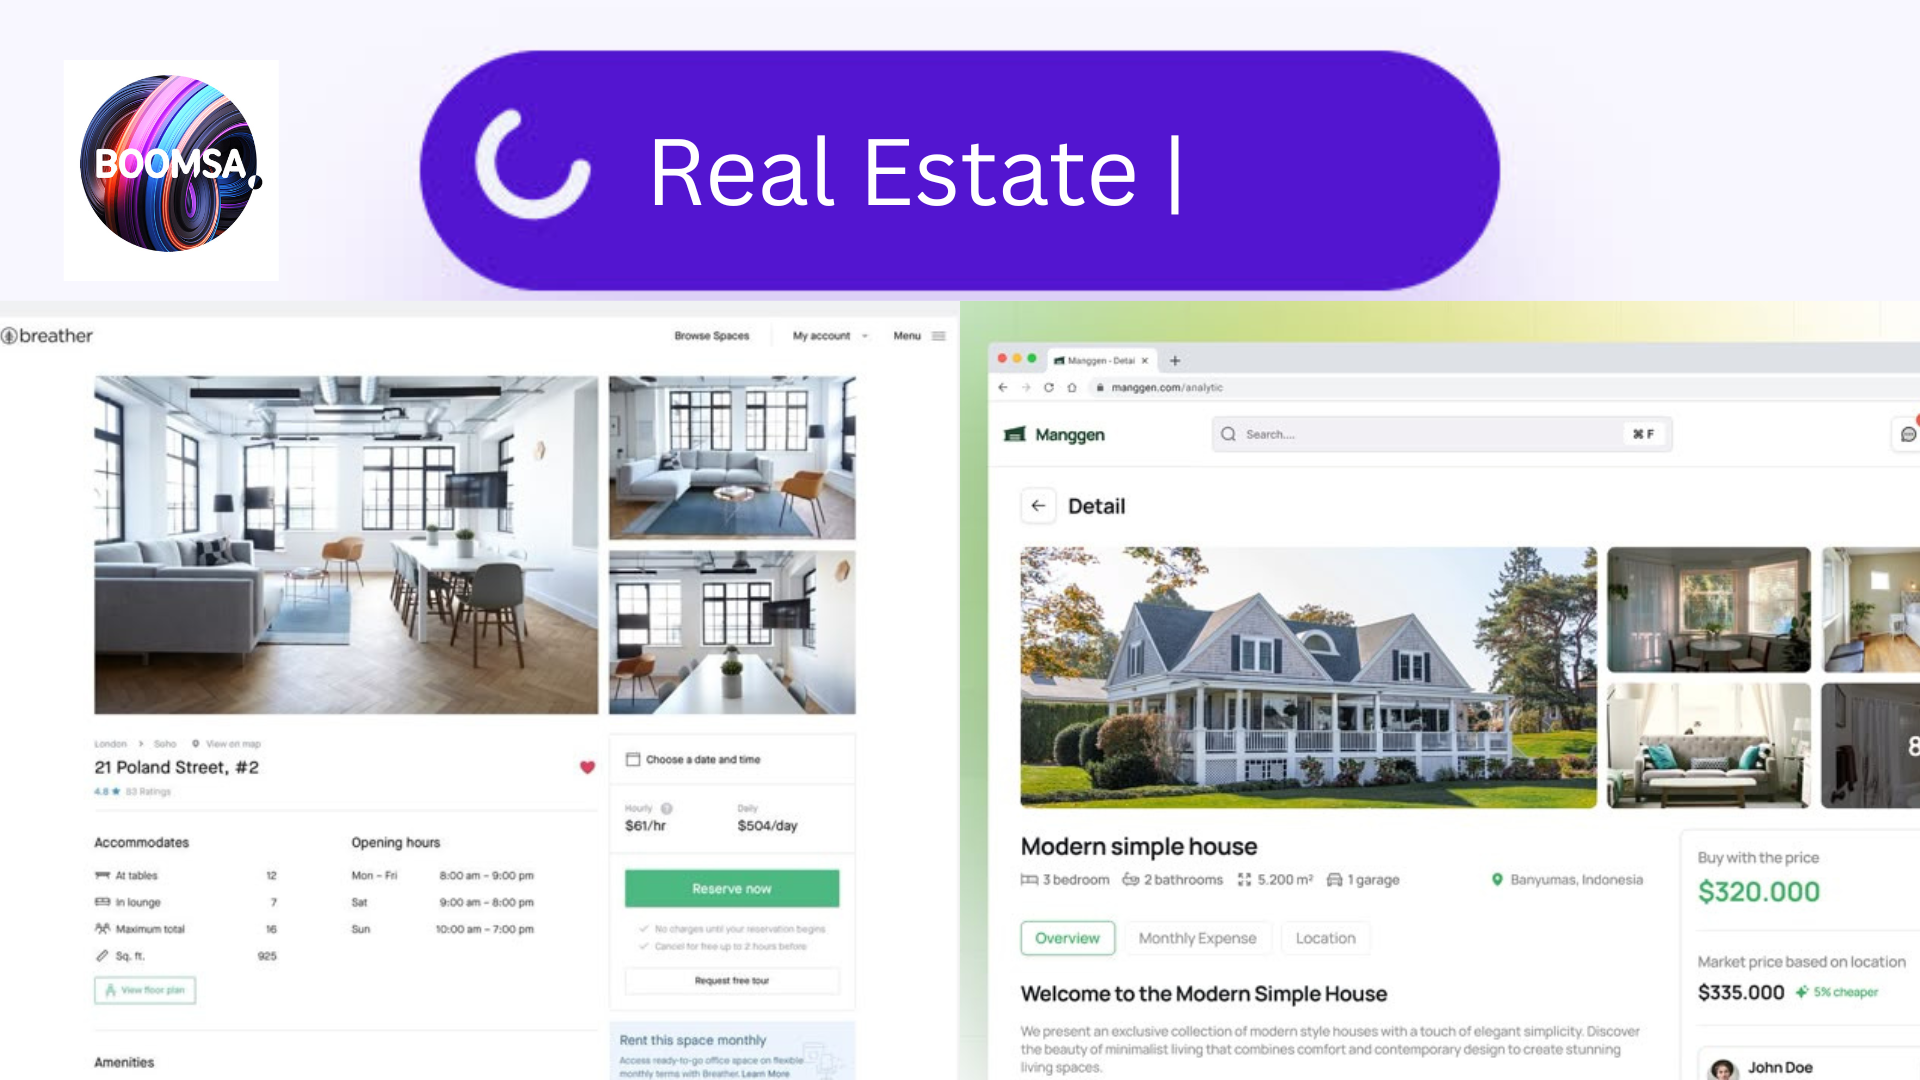 BOOMSA
Real Estate |
breather
Browse Spaces
My account
Menu
London > Soho View on map
21 Poland Street, #2
4.8 ★ 83 Ratings
Accommodates
At tables 12
In lounge 7
Maximum total 16
Sq. ft. 925
View floor plan
Opening hours
Mon – Fri 8:00 am – 9:00 pm
Sat 9:00 am – 8:00 pm
Sun 10:00 am – 7:00 pm
Amenities
Choose a date and time
Hourly ? Daily
$61/hr $504/day
Reserve now
No charges until your reservation begins
Cancel for free up to 2 hours before
Request free tour
Rent this space monthly
Access ready-to-go office space on flexible
monthly terms with Breather. Learn More
Manggen - Detai
manggen.com/analytic
Manggen
Search....
⌘ F
Detail
8
Modern simple house
3 bedroom 2 bathrooms 5.200 m² 1 garage
Banyumas, Indonesia
Overview Monthly Expense Location
Welcome to the Modern Simple House
We present an exclusive collection of modern style houses with a touch of elegant simplicity. Discover
the beauty of minimalist living that combines comfort and contemporary design to create stunning
living spaces.
Buy with the price
$320.000
Market price based on location
$335.000 5% cheaper
John Doe